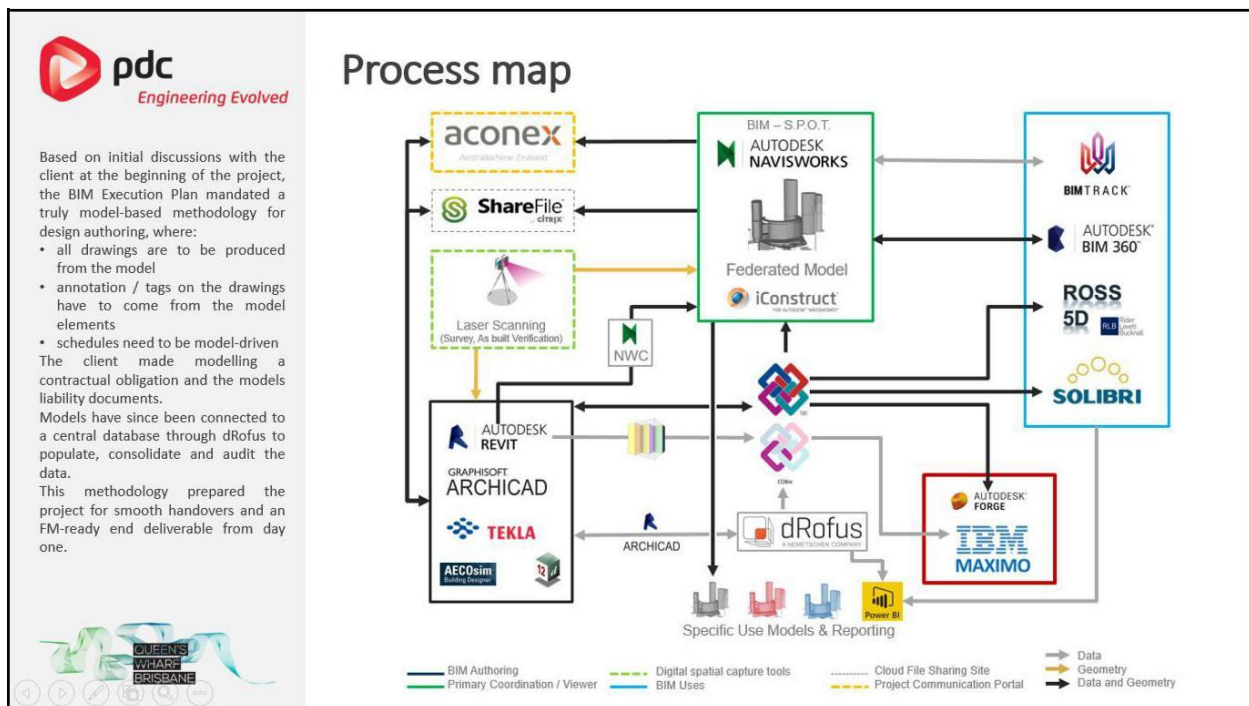 pdc
Engineering Evolved
Based on initial discussions with the
client at the beginning of the project,
the BIM Execution Plan mandated a
truly model-based methodology for
design authoring, where:
• all drawings are to be produced
from the model
• annotation / tags on the drawings
have to come from the model
elements
• schedules need to be model-driven
The client made modelling a
contractual obligation and the models
liability documents.
Models have since been connected to
a central database through dRofus to
populate, consolidate and audit the
data.
This methodology prepared the
project for smooth handovers and an
FM-ready end deliverable from day
one.
QUEEN'S
WHARF
BRISBANE
Process map
aconex
Australia/New Zealand
ShareFile
citrix
Laser Scanning
(Survey, As built Verification)
NWC
BIM – S.P.O.T.
AUTODESK
NAVISWORKS
Federated Model
iConstruct
FOR AUTODESK NAVISWORKS
BIMTRACK
AUTODESK
BIM 360
ROSS
5D
RLB
Rider
Levett
Bucknall
SOLIBRI
AUTODESK
REVIT
GRAPHISOFT
ARCHICAD
TEKLA
AECOsim
Building Designer
12
ARCHICAD
COBie
dRofus
A NEMETSCHEK COMPANY
AUTODESK
FORGE
IBM
MAXIMO
Power BI
Specific Use Models & Reporting
BIM Authoring
Primary Coordination / Viewer
Digital spatial capture tools
BIM Uses
Cloud File Sharing Site
Project Communication Portal
Data
Geometry
Data and Geometry